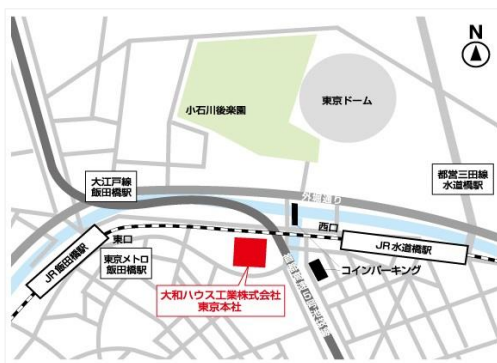 N
小石川後楽園
東京ドーム
大江戸線
飯田橋駅
外堀通り
都営三田線
水道橋駅
東口
西口
JR 飯田橋駅
JR 水道橋駅
東京メトロ
飯田橋駅
コインパーキング
大和ハウス工業株式会社
東京本社